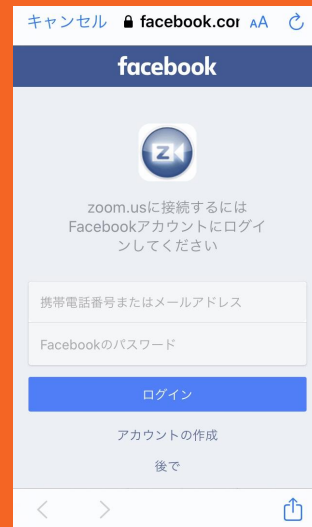 キャンセル facebook.cor AA
facebook
Z
zoom.usに接続するには
Facebookアカウントにログイ
ンしてください
携帯電話番号またはメールアドレス
Facebookのパスワード
ログイン
アカウントの作成
後で